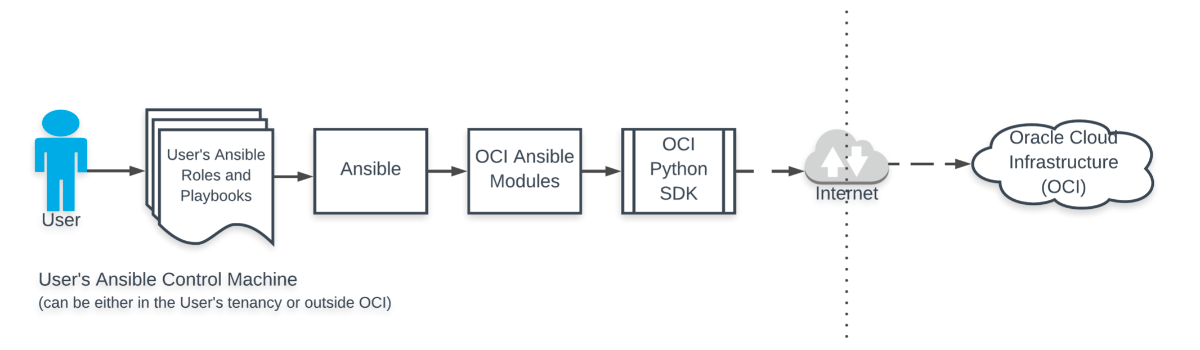 User
User's Ansible
Roles and
Playbooks
Ansible
OCI Ansible
Modules
OCI
Python
SDK
Internet
Oracle Cloud
Infrastructure
(OCI)
User's Ansible Control Machine
(can be either in the User's tenancy or outside OCI)